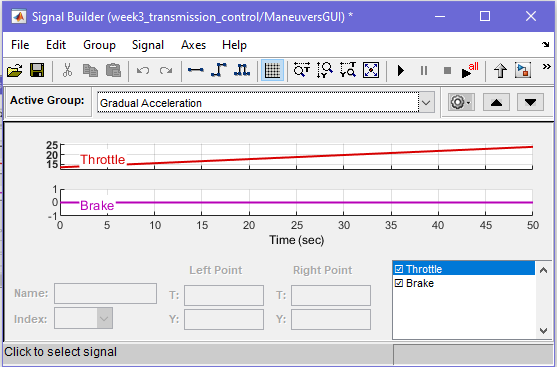 Signal Builder (week3_transmission_control/ManeuversGUI) *
File Edit Group Signal Axes Help
all
Active Group: Gradual Acceleration
25
20
15
Throttle
1
0
-1
Brake
0 5 10 15 20 25 30 35 40 45 50
Time (sec)
Left Point Right Point
Name: T: T:
Index: Y: Y:
Throttle
Brake
Click to select signal